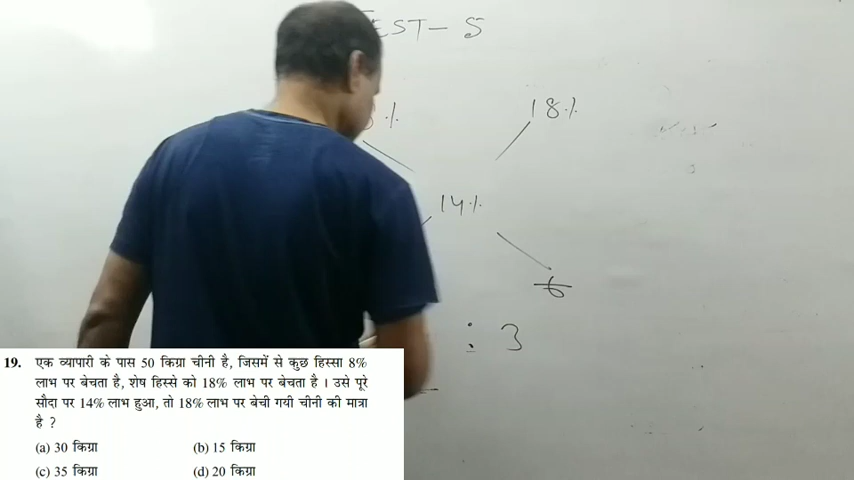 EST - 5
8% 18%
14%
6
: 3
19. एक व्यापारी के पास 50 किग्रा चीनी है, जिसमें से कुछ हिस्सा 8%
लाभ पर बेचता है, शेष हिस्से को 18% लाभ पर बेचता है । उसे पूरे
सौदा पर 14% लाभ हुआ, तो 18% लाभ पर बेची गयी चीनी की मात्रा
है ?
(a) 30 किग्रा (b) 15 किग्रा
(c) 35 किग्रा (d) 20 किग्रा